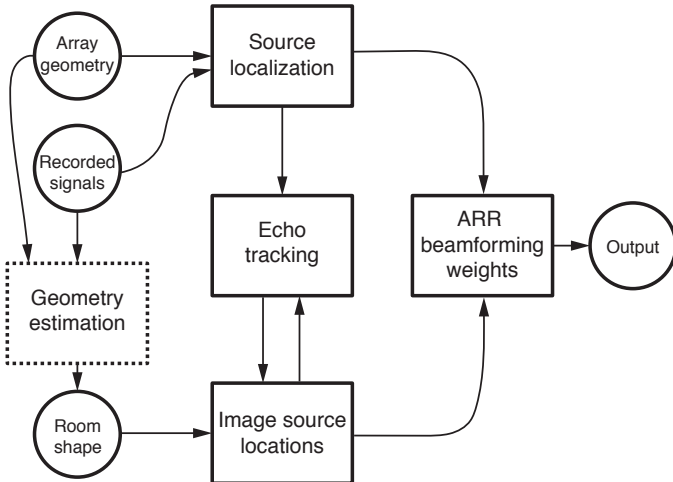 Array
geometry
Source
localization
Recorded
signals
Echo
tracking
ARR
beamforming
weights
Output
Geometry
estimation
Room
shape
Image source
locations